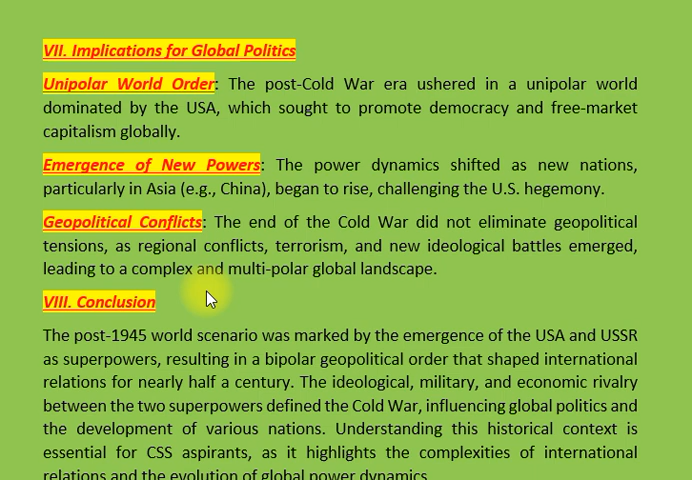 VII. Implications for Global Politics
Unipolar World Order: The post-Cold War era ushered in a unipolar world
dominated by the USA, which sought to promote democracy and free-market
capitalism globally.
Emergence of New Powers: The power dynamics shifted as new nations,
particularly in Asia (e.g., China), began to rise, challenging the U.S. hegemony.
Geopolitical Conflicts: The end of the Cold War did not eliminate geopolitical
tensions, as regional conflicts, terrorism, and new ideological battles emerged,
leading to a complex and multi-polar global landscape.
VIII. Conclusion
The post-1945 world scenario was marked by the emergence of the USA and USSR
as superpowers, resulting in a bipolar geopolitical order that shaped international
relations for nearly half a century. The ideological, military, and economic rivalry
between the two superpowers defined the Cold War, influencing global politics and
the development of various nations. Understanding this historical context is
essential for CSS aspirants, as it highlights the complexities of international
relations and the evolution of global power dynamics.